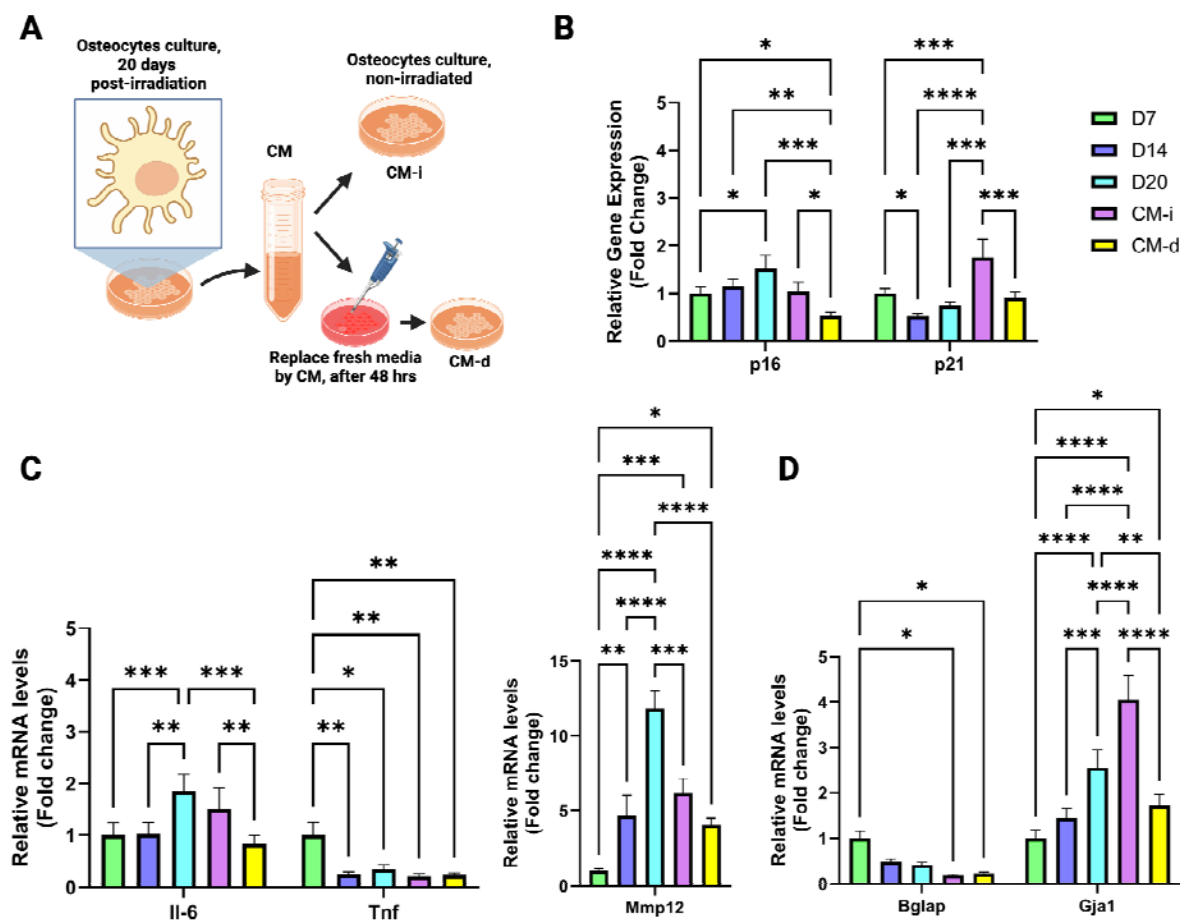 A
Osteocytes culture,
20 days
post-irradiation
Osteocytes culture,
non-irradiated
CM
CM-i
Replace fresh media
by CM, after 48 hrs
CM-d
B
Relative Gene Expression
(Fold Change)
5
4
3
2
1
0
* ***
** ****
*** ***
* * * ***
p16 p21
D7
D14
D20
CM-i
CM-d
C
Relative mRNA levels
(Fold change)
5
4
3
2
1
0
**
**
*** *** *
** ** **
Il-6 Tnf
Relative mRNA levels
(Fold change)
15
10
5
0
*
***
****
****
****
** ***
Mmp12
D
Relative mRNA levels
(Fold change)
5
4
3
2
1
0
*
*
*
****
****
**** **
****
*** ****
Bglap Gja1